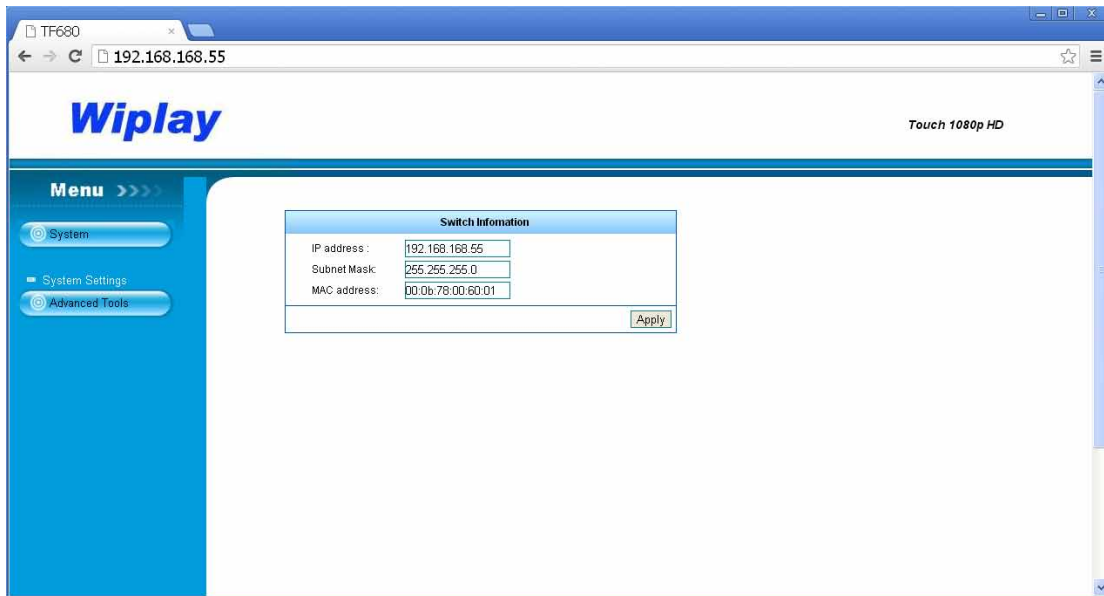 TF680
192.168.168.55
Wiplay
Touch 1080p HD
Menu >>>>
System
System Settings
Advanced Tools
Switch Infomation
IP address : 192.168.168.55
Subnet Mask: 255.255.255.0
MAC address: 00:0b:78:00:60:01
Apply